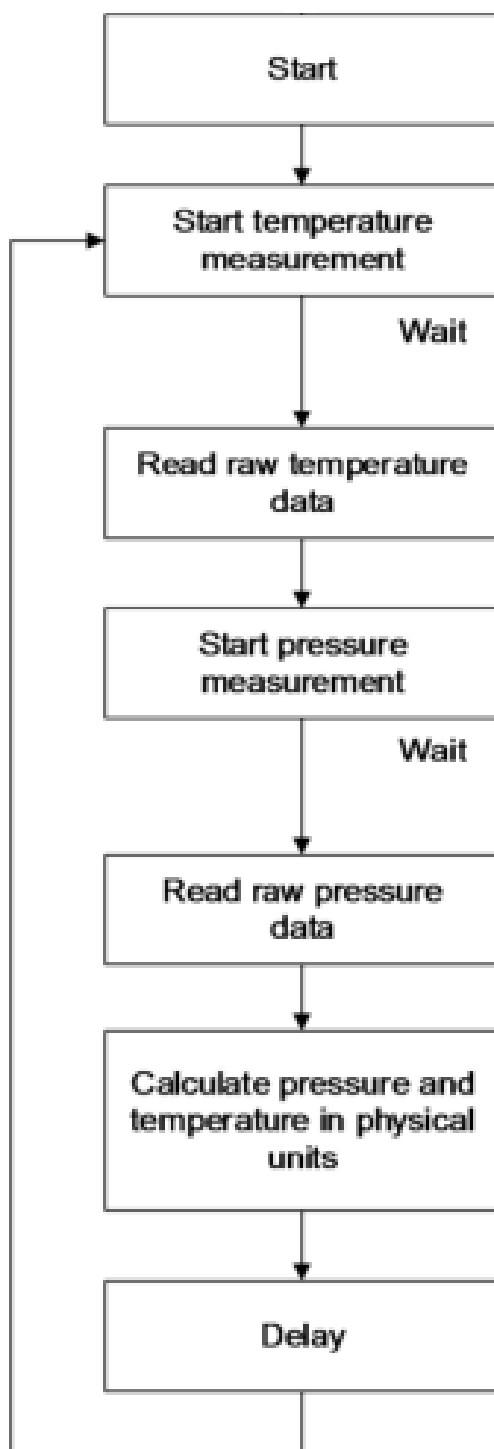 Start
Start temperature
measurement
Wait
Read raw temperature
data
Start pressure
measurement
Wait
Read raw pressure
data
Calculate pressure and
temperature in physical
units
Delay